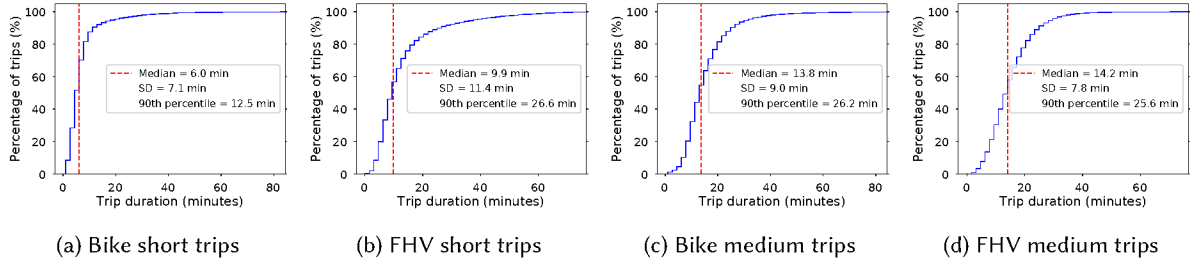 Percentage of trips (%)
100
80
60
40
20
0
Median = 6.0 min
SD = 7.1 min
90th percentile = 12.5 min
0 20 40 60 80
Trip duration (minutes)
(a) Bike short trips
Percentage of trips (%)
100
80
60
40
20
0
Median = 9.9 min
SD = 11.4 min
90th percentile = 26.6 min
0 20 40 60
Trip duration (minutes)
(b) FHV short trips
Percentage of trips (%)
100
80
60
40
20
0
Median = 13.8 min
SD = 9.0 min
90th percentile = 26.2 min
0 20 40 60 80
Trip duration (minutes)
(c) Bike medium trips
Percentage of trips (%)
100
80
60
40
20
0
Median = 14.2 min
SD = 7.8 min
90th percentile = 25.6 min
0 20 40 60
Trip duration (minutes)
(d) FHV medium trips